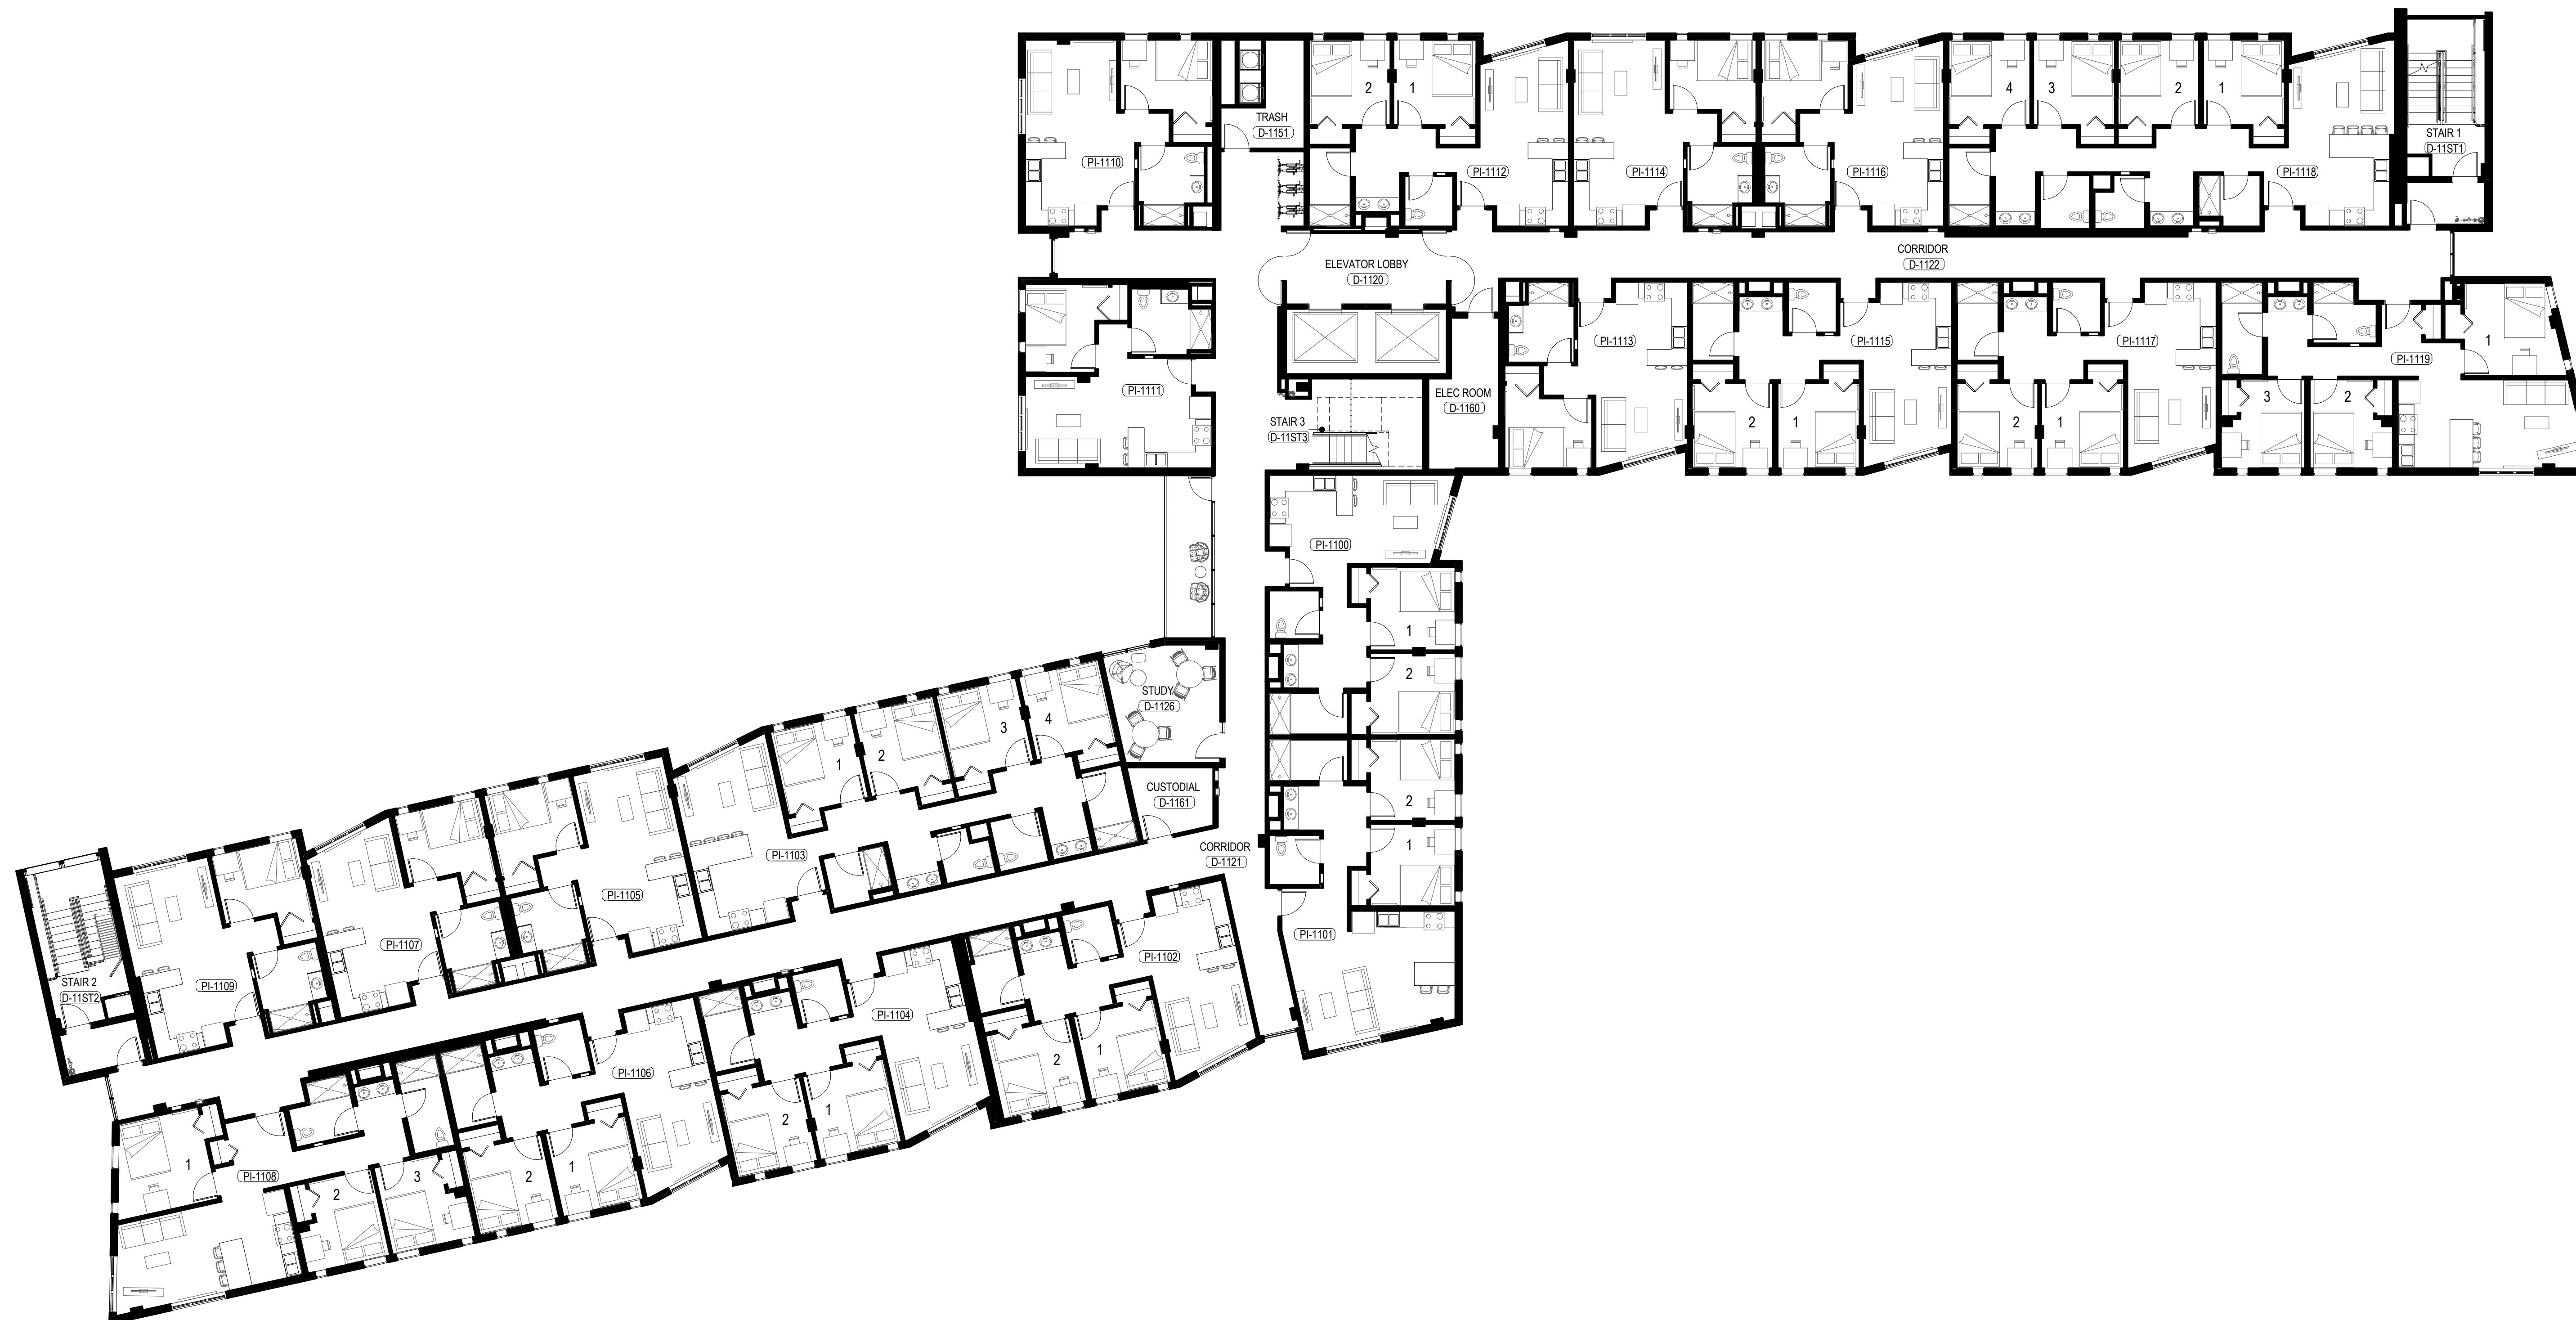 TRASH
D-1151
PI-1110
2
1
PI-1112
PI-1114
PI-1116
4
3
2
1
PI-1118
STAIR 1
D-11ST1
ELEVATOR LOBBY
D-1120
CORRIDOR
D-1122
PI-1111
STAIR 3
D-11ST3
ELEC ROOM
D-1160
PI-1113
PI-1115
2
1
PI-1117
2
1
PI-1119
1
3
2
PI-1100
1
2
2
1
PI-1101
STUDY
D-1126
CUSTODIAL
D-1161
CORRIDOR
D-1121
1
2
3
4
PI-1103
PI-1105
PI-1107
PI-1109
STAIR 2
D-11ST2
PI-1102
2
1
PI-1104
2
1
PI-1106
2
1
PI-1108
1
2
3